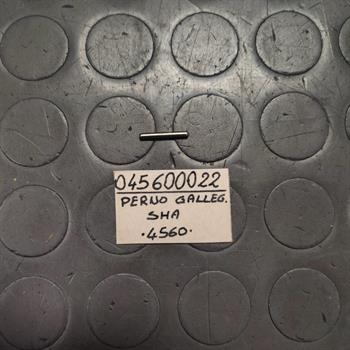 045600022
PERNO GALLEG.
SHA
.4560.